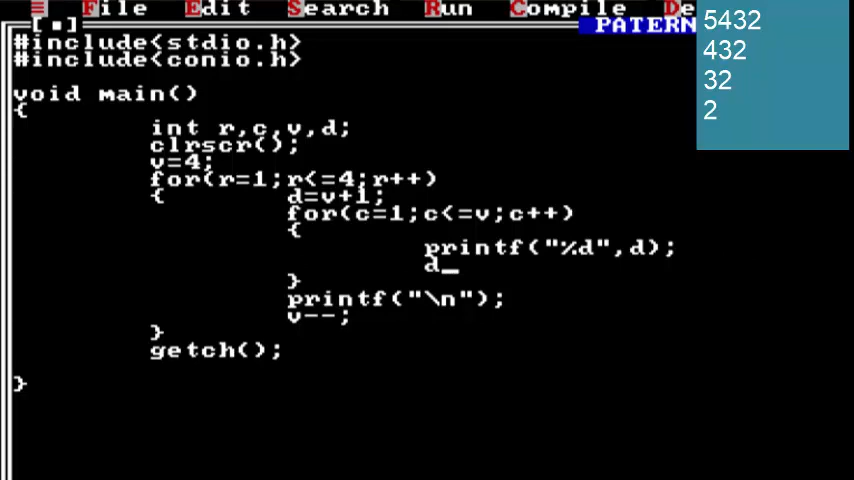 ≡ File Edit Search Run Compile De
[▪] PATERN
#include<stdio.h>
#include<conio.h>
void main()
{
int r,c,v,d;
clrscr();
v=4;
for(r=1;r<=4;r++)
{ d=v+1;
for(c=1;c<=v;c++)
{
printf("%d",d);
d_
}
printf("\n");
v--;
}
getch();
}
5432
432
32
2